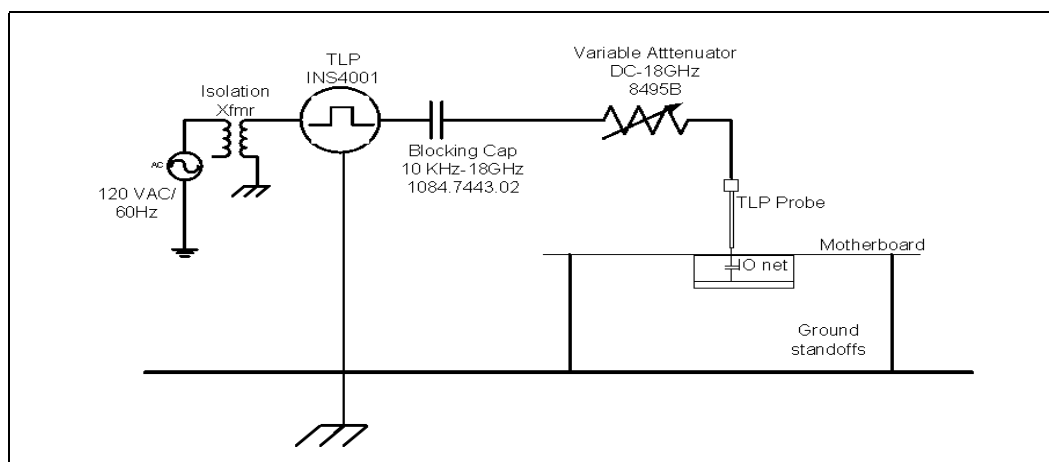 TLP
INS4001
Isolation
Xfmr
AC
120 VAC/
60Hz
Blocking Cap
10 KHz-18GHz
1084.7443.02
Variable Atttenuator
DC-18GHz
8495B
TLP Probe
Motherboard
IO net
Ground
standoffs